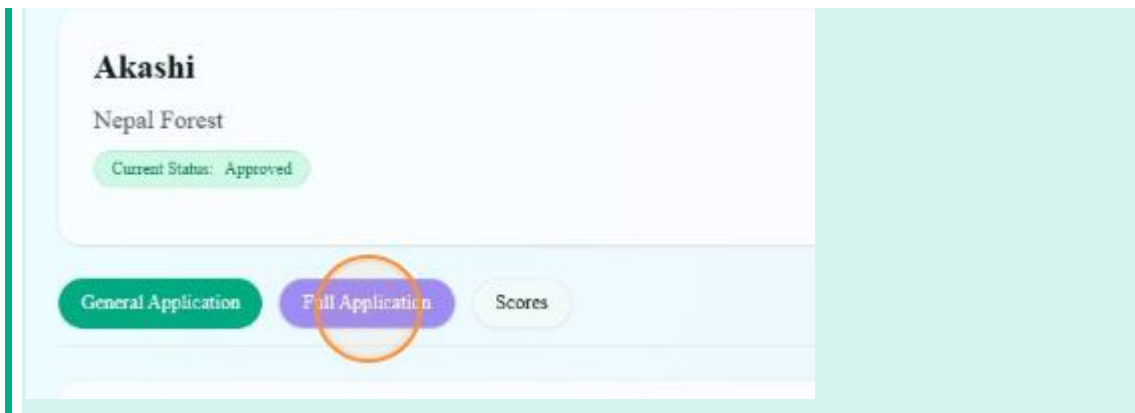 Akashi
Nepal Forest
Current Status: Approved
General Application
Full Application
Scores